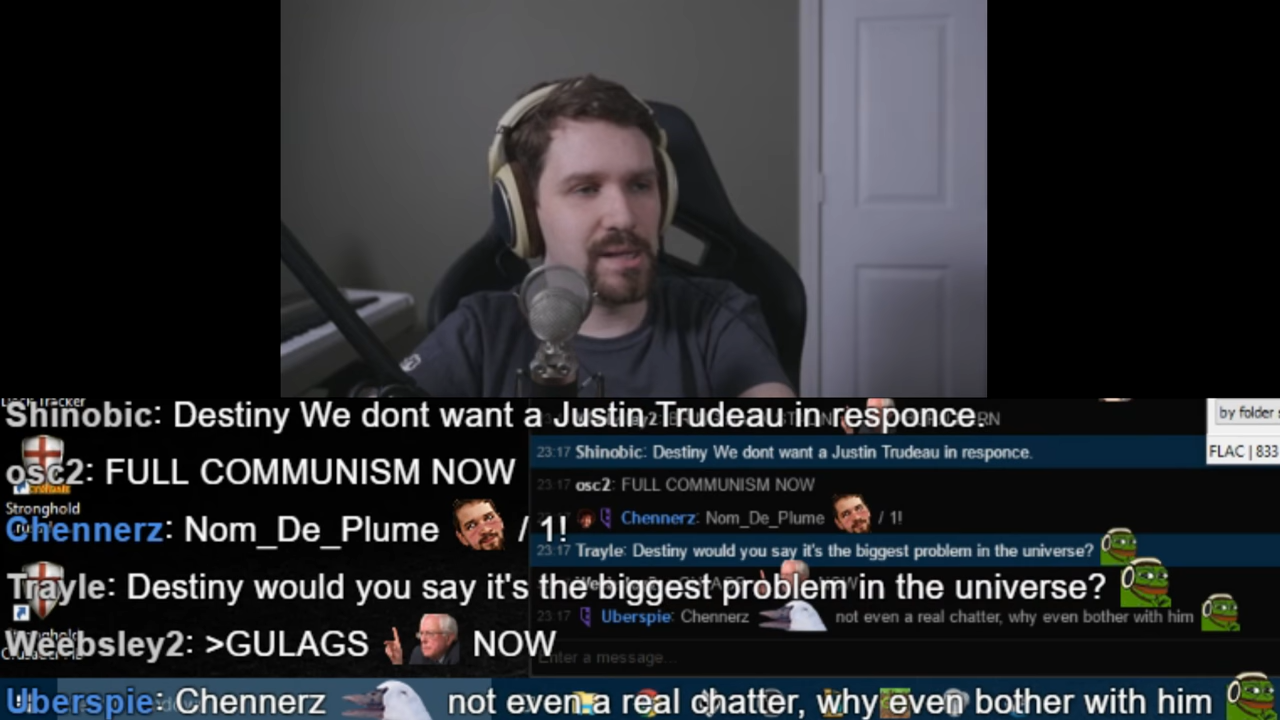 Shinobic: Destiny We dont want a Justin Trudeau in responce.
osc2: FULL COMMUNISM NOW
Chennerz: Nom_De_Plume / 1!
Trayle: Destiny would you say it's the biggest problem in the universe?
Weebsley2: >GULAGS NOW
Uberspie: Chennerz not even a real chatter, why even bother with him
Stronghold
by folder
FLAC | 833
23:17 Shinobic: Destiny We dont want a Justin Trudeau in responce.
23:17 osc2: FULL COMMUNISM NOW
Chennerz: Nom_De_Plume / 1!
23:17 Trayle: Destiny would you say it's the biggest problem in the universe?
23:17 Uberspie: Chennerz not even a real chatter, why even bother with him
Enter a message...